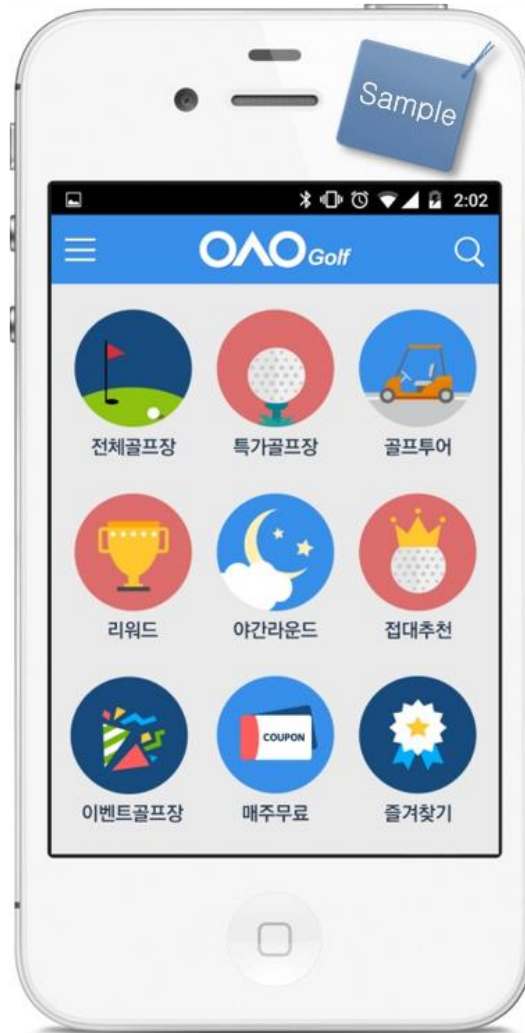 Sample
2:02
OAO Golf
전체골프장
특가골프장
골프투어
리워드
야간라운드
접대추천
이벤트골프장
COUPON
매주무료
즐겨찾기